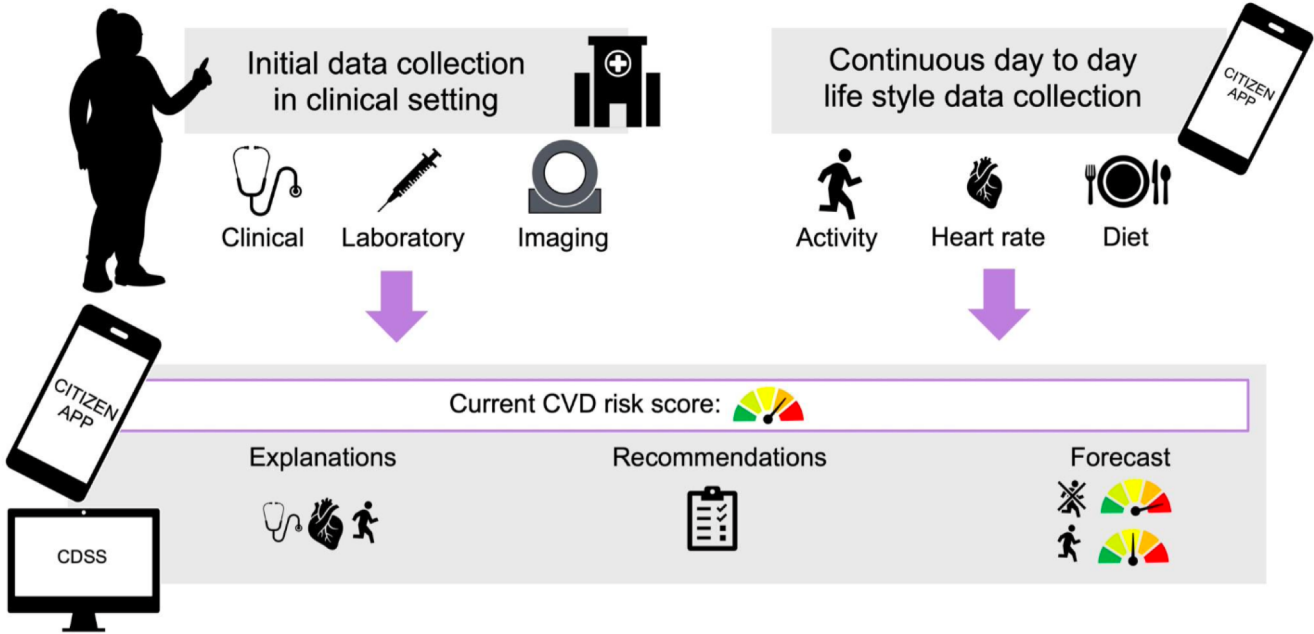 Initial data collection
in clinical setting
Continuous day to day
life style data collection
CITIZEN
APP
Clinical
Laboratory
Imaging
Activity
Heart rate
Diet
CITIZEN
APP
Current CVD risk score:
Explanations
Recommendations
Forecast
CDSS